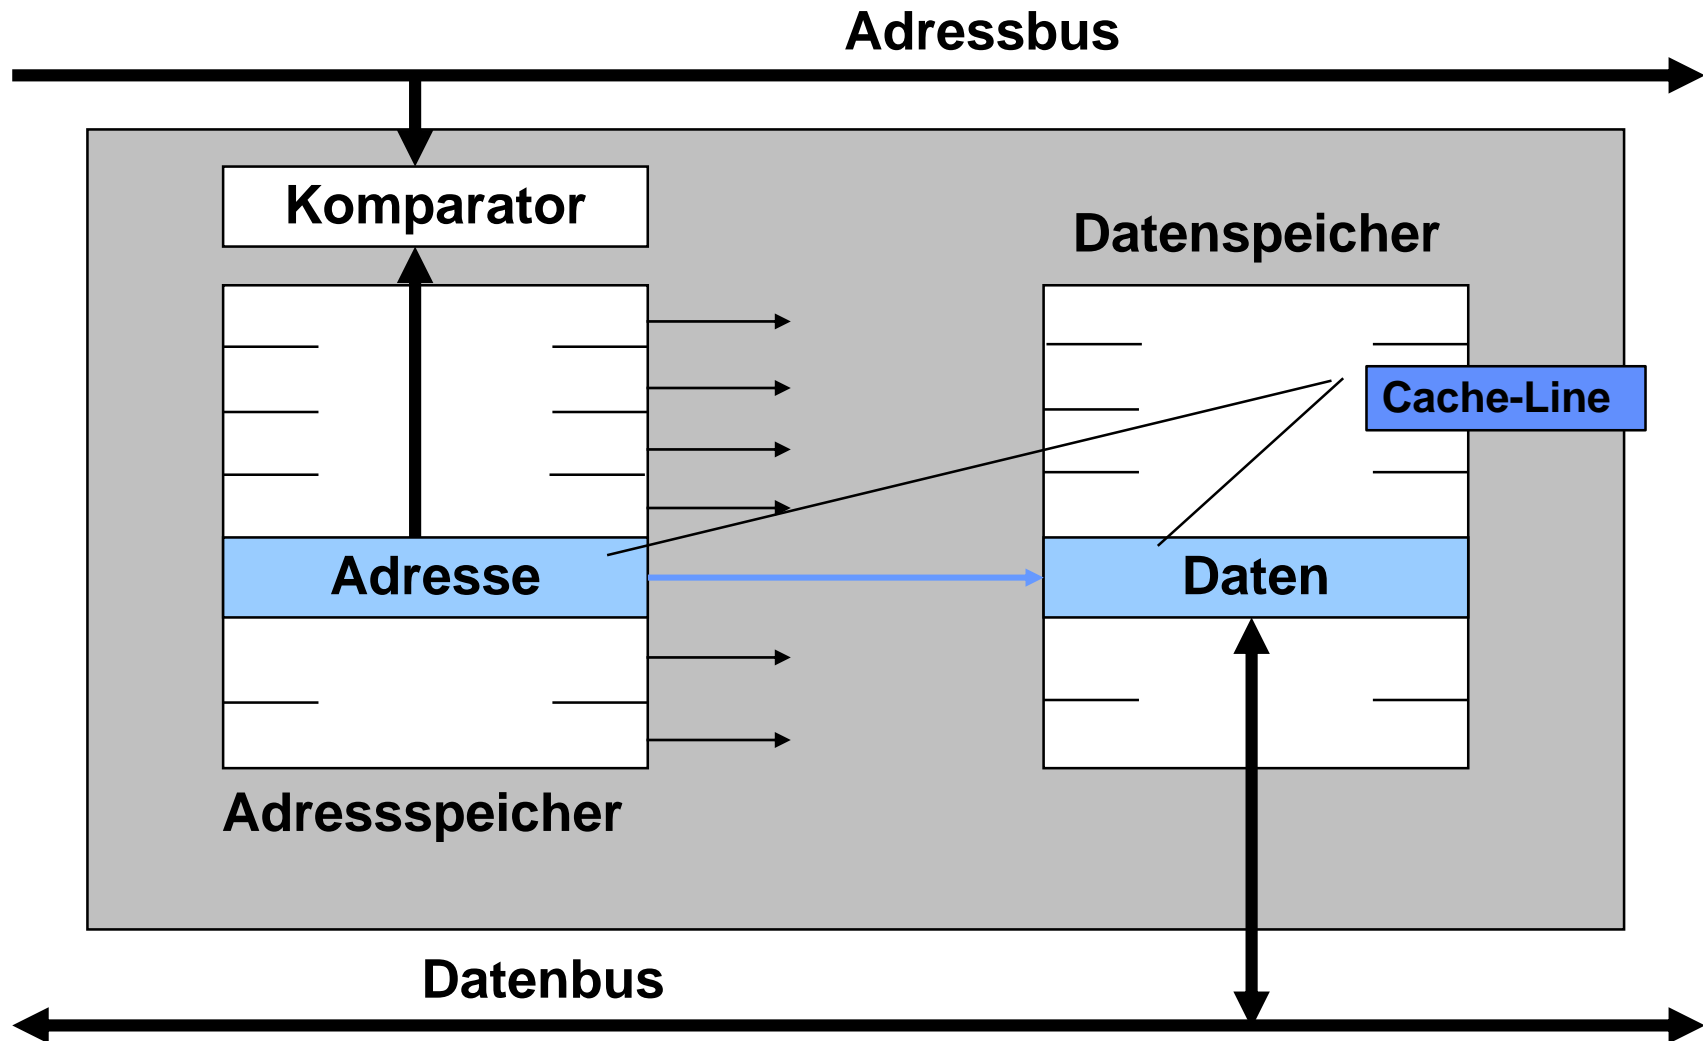 Adressbus
Komparator
Datenspeicher
Cache-Line
Adresse
Daten
Adressspeicher
Datenbus